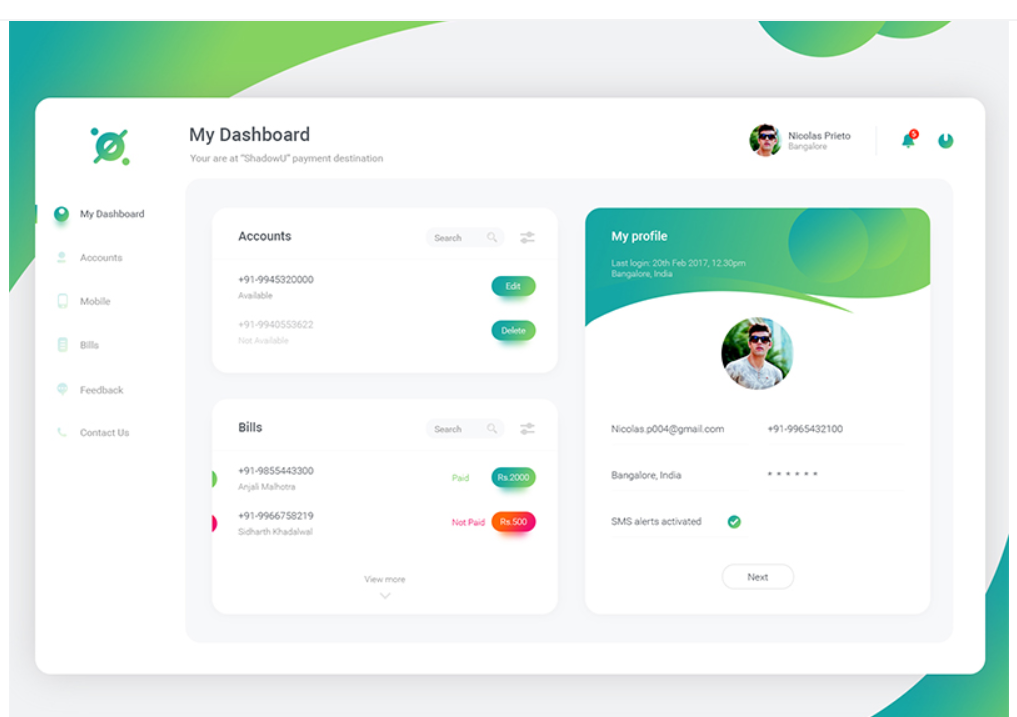 My Dashboard
Your are at "ShadowU" payment destination
Nicolas Prieto
Bangalore
5
My Dashboard
Accounts
Mobile
Bills
Feedback
Contact Us
Accounts
Search
+91-9945320000
Available
Edit
+91-9940553622
Not Available
Delete
Bills
Search
+91-9855443300
Anjali Malhotra
Paid
Rs.2000
+91-9966758219
Sidharth Khadalwal
Not Paid
Rs.500
View more
My profile
Last login: 20th Feb 2017, 12.30pm
Bangalore, India
Nicolas.p004@gmail.com
+91-9965432100
Bangalore, India
* * * * * *
SMS alerts activated
Next